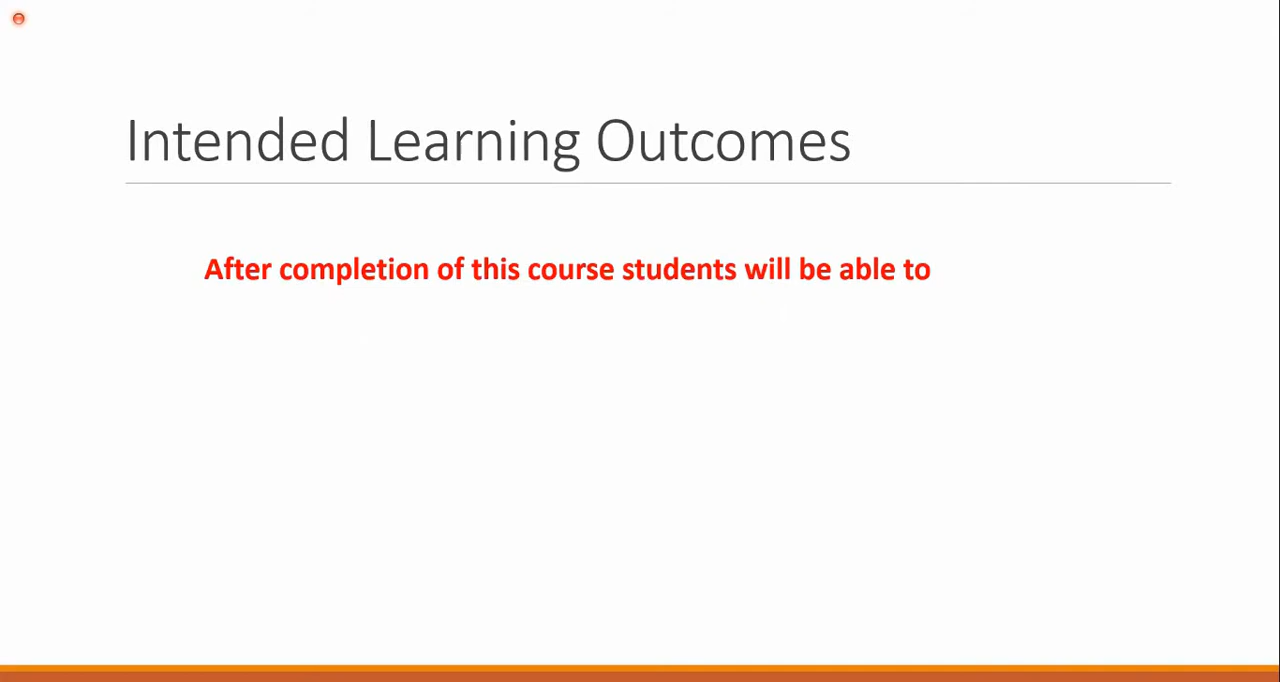 Intended Learning Outcomes
After completion of this course students will be able to